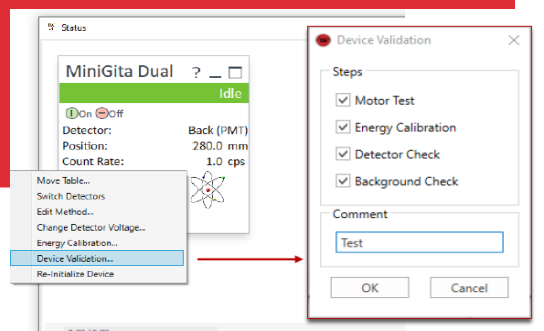 Status
MiniGita Dual ?
Idle
On Off
Detector: Back (PMT)
Position: 280.0 mm
Count Rate: 1.0 cps
Move Table...
Switch Detectors
Edit Method...
Change Detector Voltage...
Energy Calibration...
Device Validation...
Re-Initialize Device
Device Validation
Steps
Motor Test
Energy Calibration
Detector Check
Background Check
Comment
Test
OK Cancel